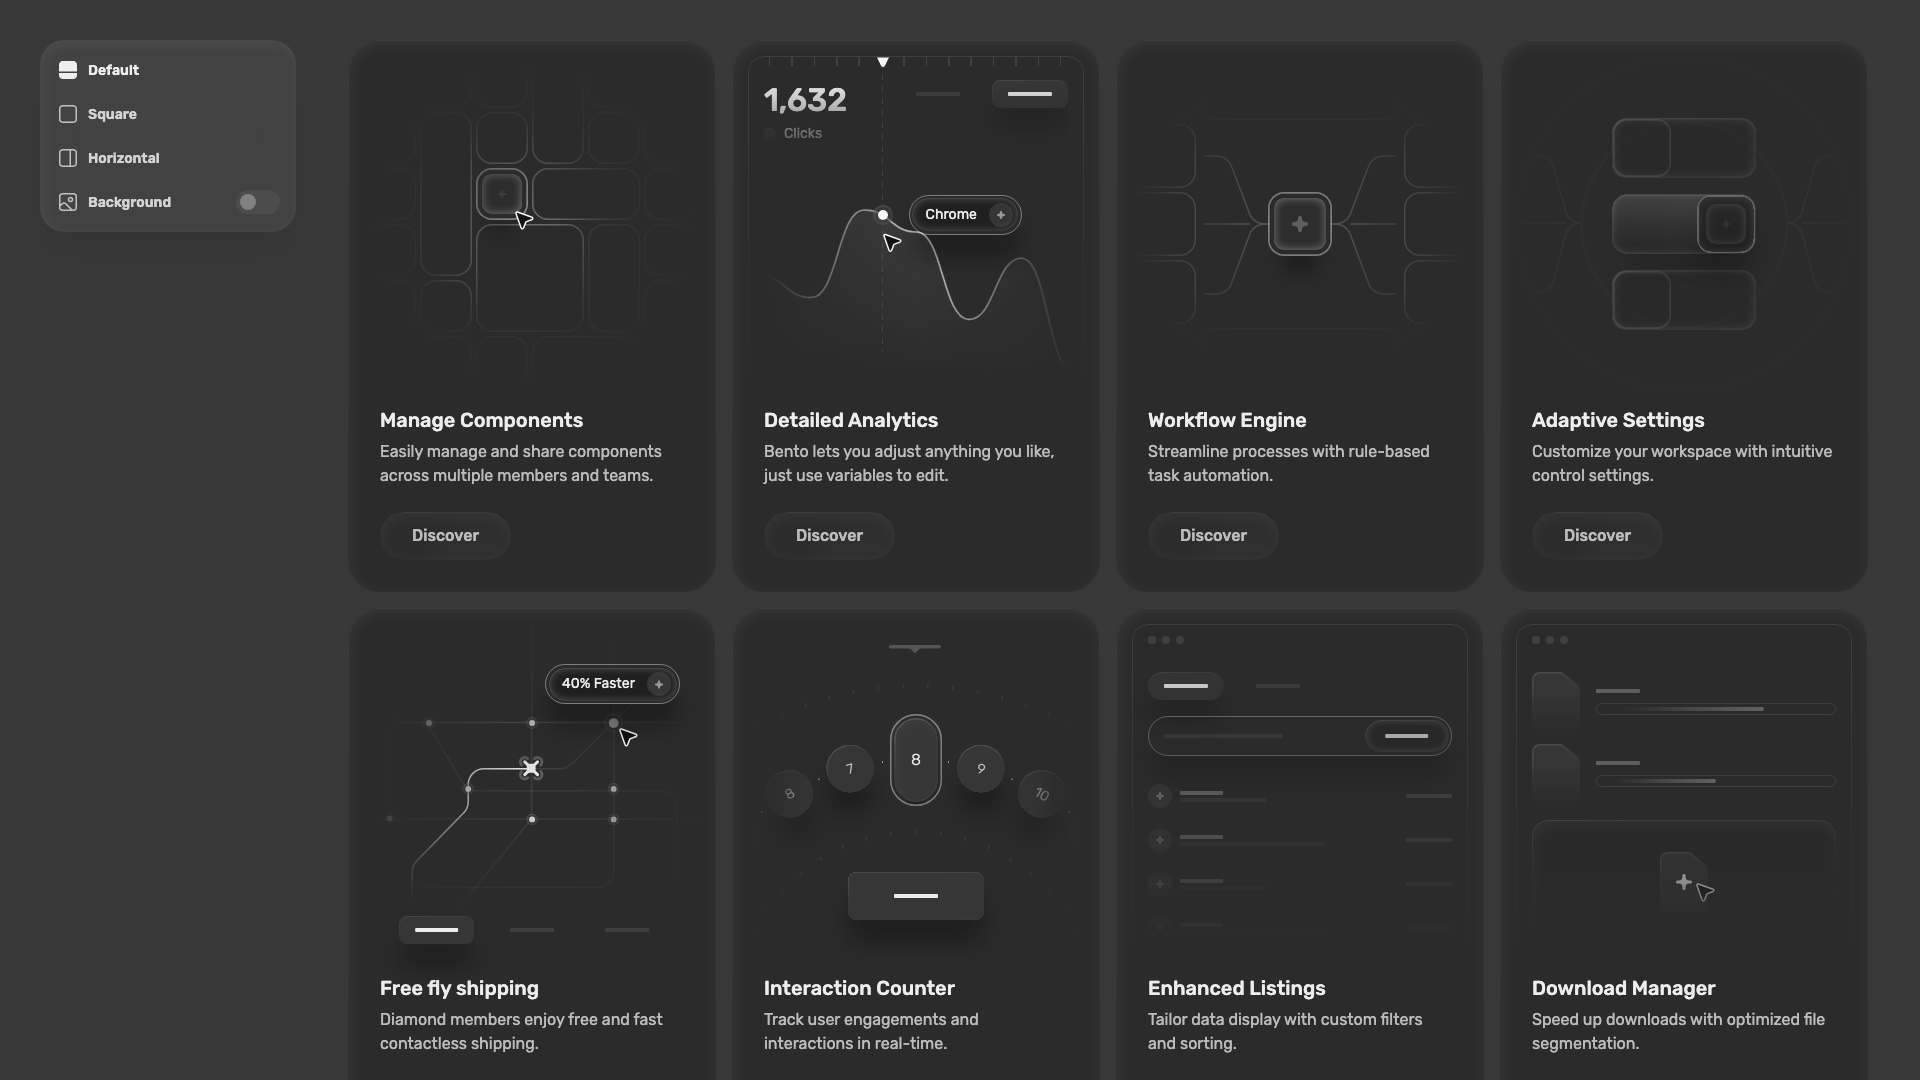 Default
Square
Horizontal
Background
Manage Components
Easily manage and share components
across multiple members and teams.
Discover
1,632
Clicks
Chrome
Detailed Analytics
Bento lets you adjust anything you like,
just use variables to edit.
Discover
Workflow Engine
Streamline processes with rule-based
task automation.
Discover
Adaptive Settings
Customize your workspace with intuitive
control settings.
Discover
40% Faster
Free fly shipping
Diamond members enjoy free and fast
contactless shipping.
8
7
8
9
10
Interaction Counter
Track user engagements and
interactions in real-time.
Enhanced Listings
Tailor data display with custom filters
and sorting.
Download Manager
Speed up downloads with optimized file
segmentation.